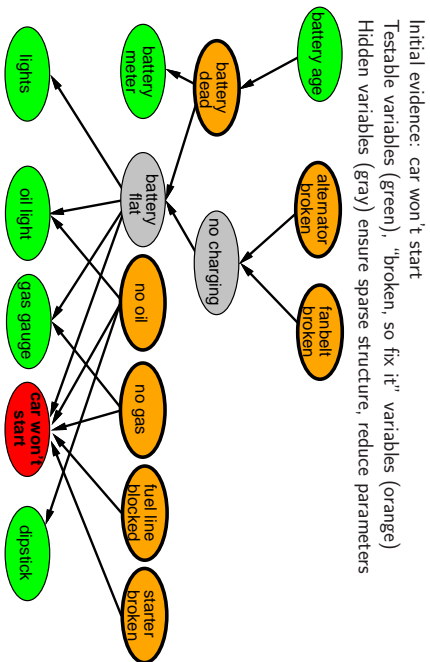 Initial evidence: car won't start
Testable variables (green), "broken, so fix it" variables (orange)
Hidden variables (gray) ensure sparse structure, reduce parameters
battery age
alternator
broken
fanbelt
broken
battery
dead
no charging
battery
meter
battery
flat
no oil
no gas
fuel line
blocked
starter
broken
lights
oil light
gas gauge
car won't
start
dipstick